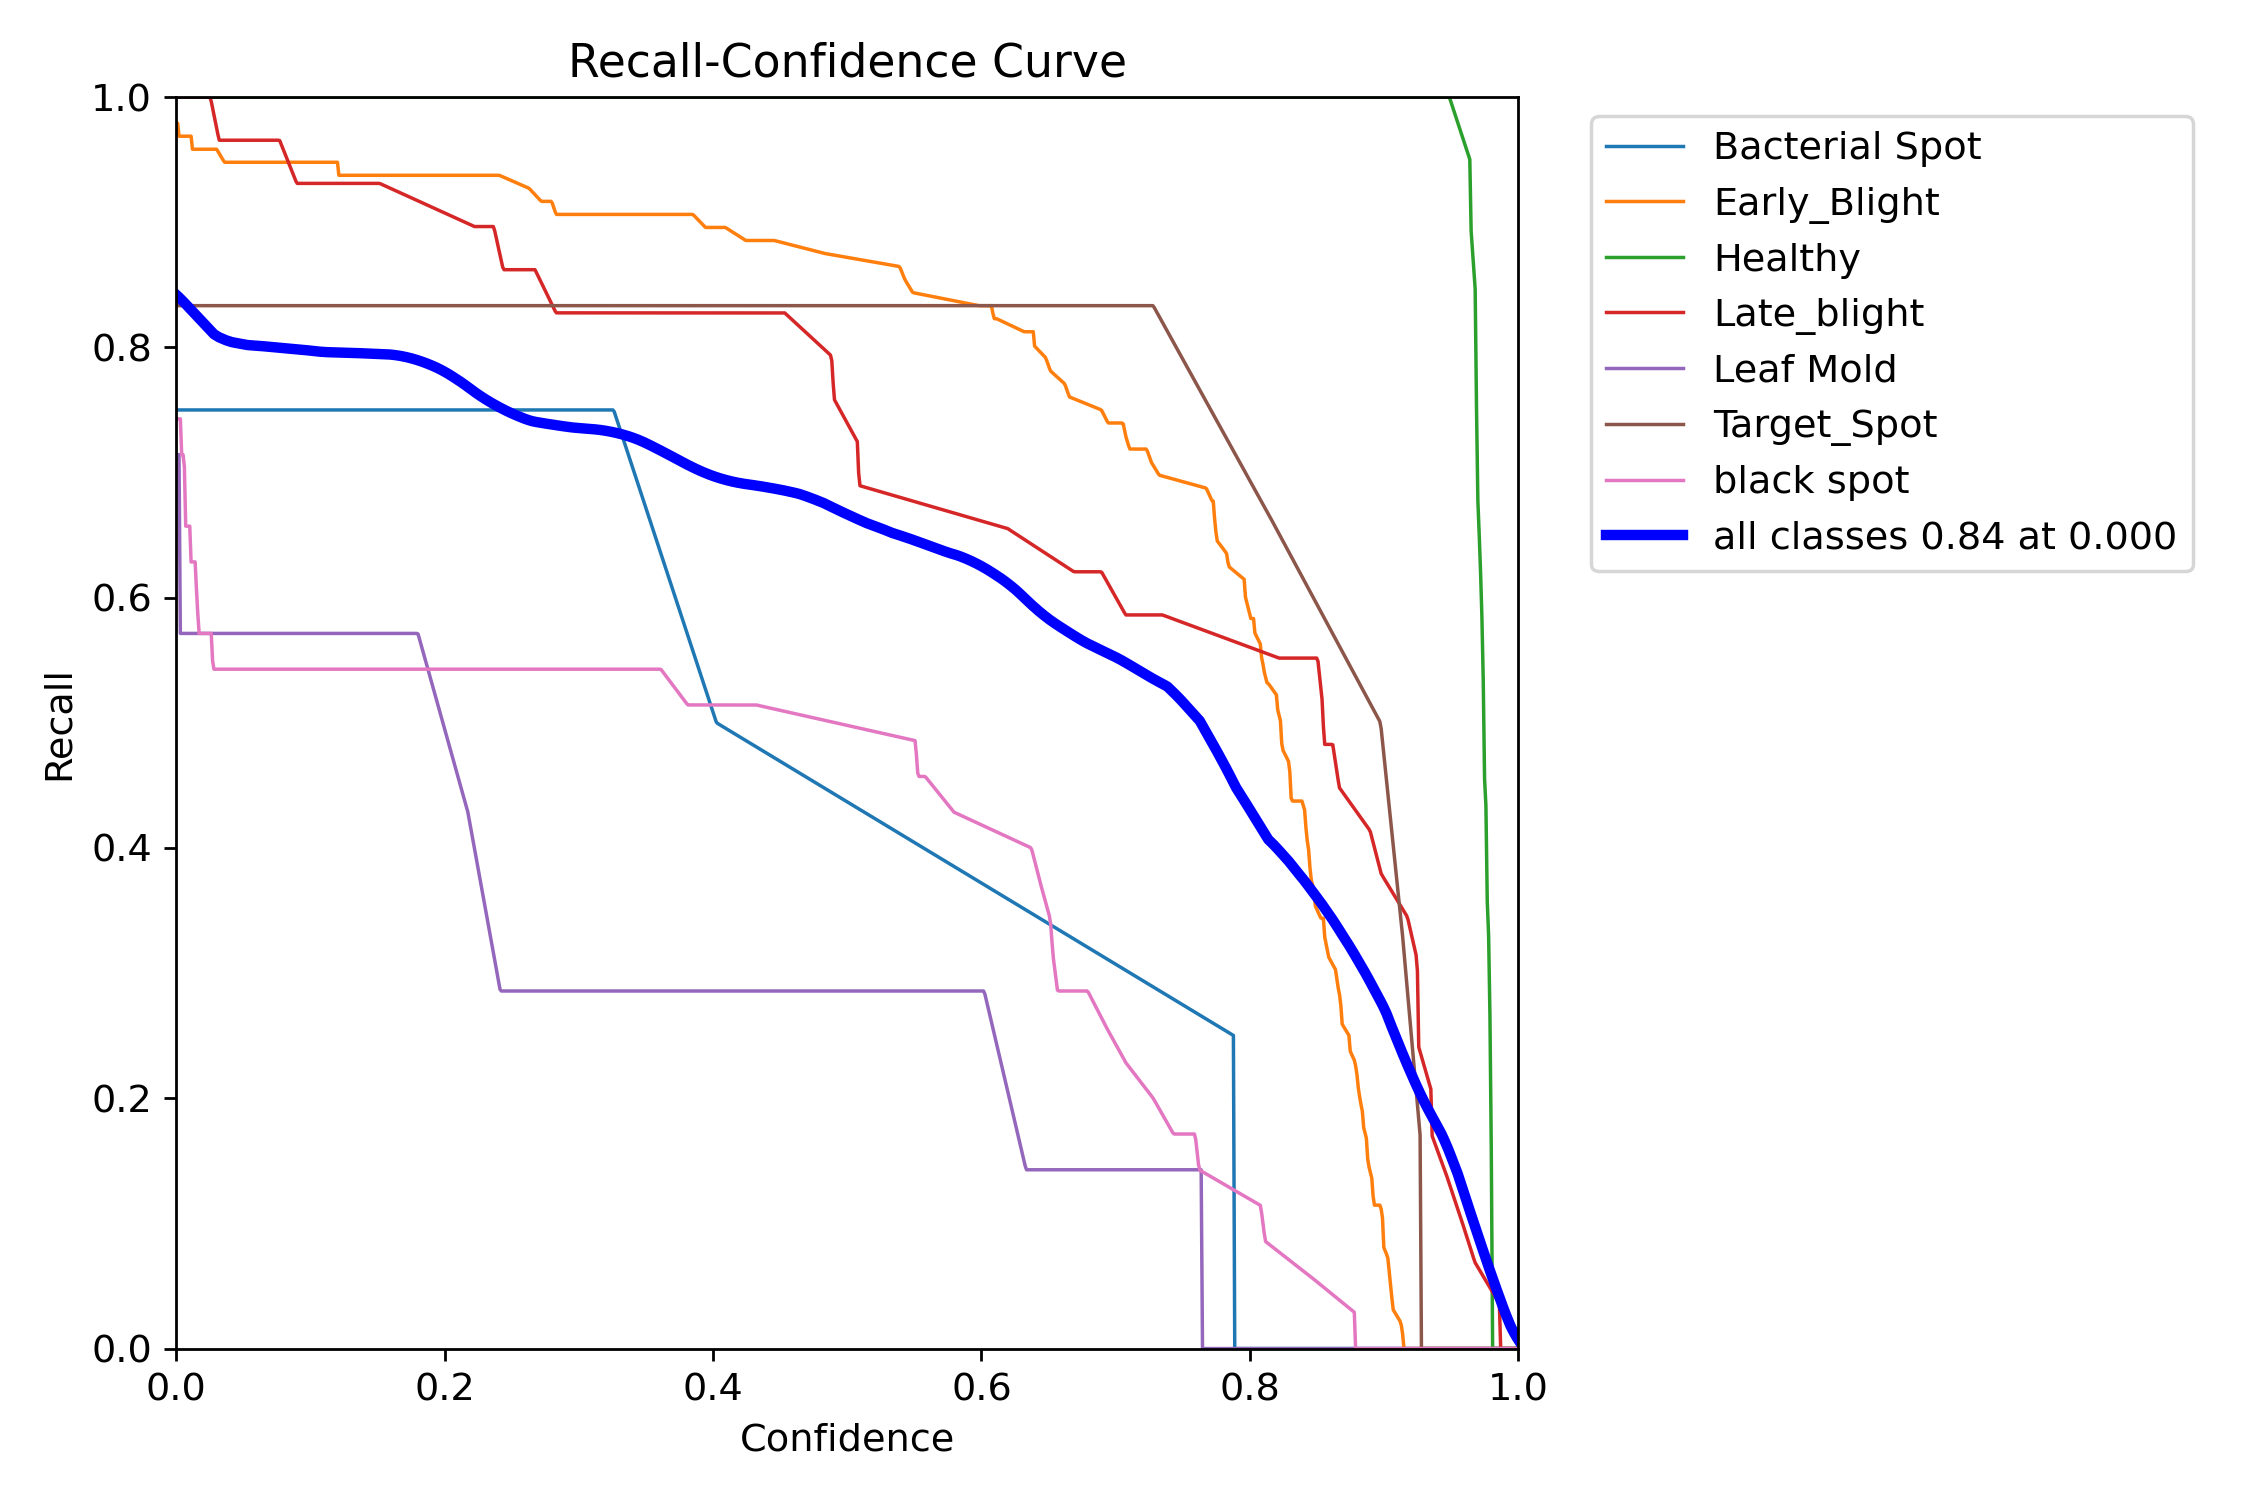 Recall-Confidence Curve
1.0
0.8
0.6
0.4
0.2
0.0
Recall
0.0 0.2 0.4 0.6 0.8 1.0
Confidence
Bacterial Spot
Early_Blight
Healthy
Late_blight
Leaf Mold
Target_Spot
black spot
all classes 0.84 at 0.000